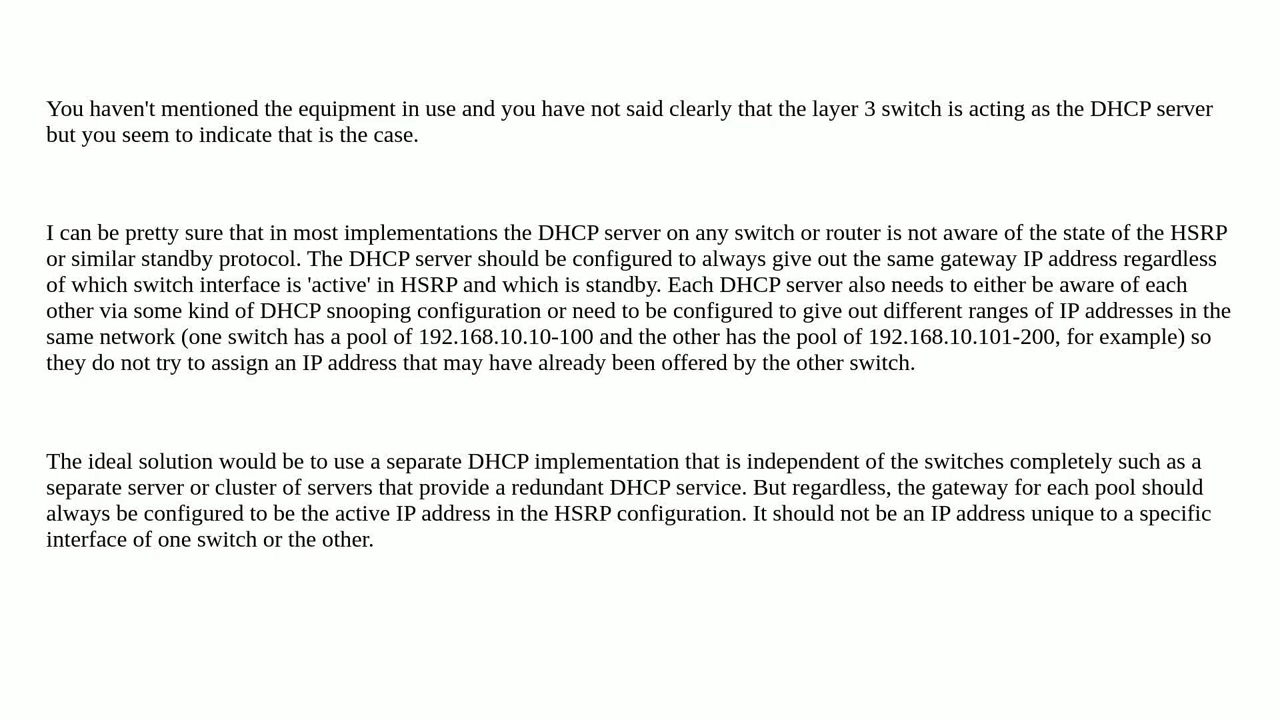 You haven't mentioned the equipment in use and you have not said clearly that the layer 3 switch is acting as the DHCP server
but you seem to indicate that is the case.
I can be pretty sure that in most implementations the DHCP server on any switch or router is not aware of the state of the HSRP
or similar standby protocol. The DHCP server should be configured to always give out the same gateway IP address regardless
of which switch interface is 'active' in HSRP and which is standby. Each DHCP server also needs to either be aware of each
other via some kind of DHCP snooping configuration or need to be configured to give out different ranges of IP addresses in the
same network (one switch has a pool of 192.168.10.10-100 and the other has the pool of 192.168.10.101-200, for example) so
they do not try to assign an IP address that may have already been offered by the other switch.
The ideal solution would be to use a separate DHCP implementation that is independent of the switches completely such as a
separate server or cluster of servers that provide a redundant DHCP service. But regardless, the gateway for each pool should
always be configured to be the active IP address in the HSRP configuration. It should not be an IP address unique to a specific
interface of one switch or the other.